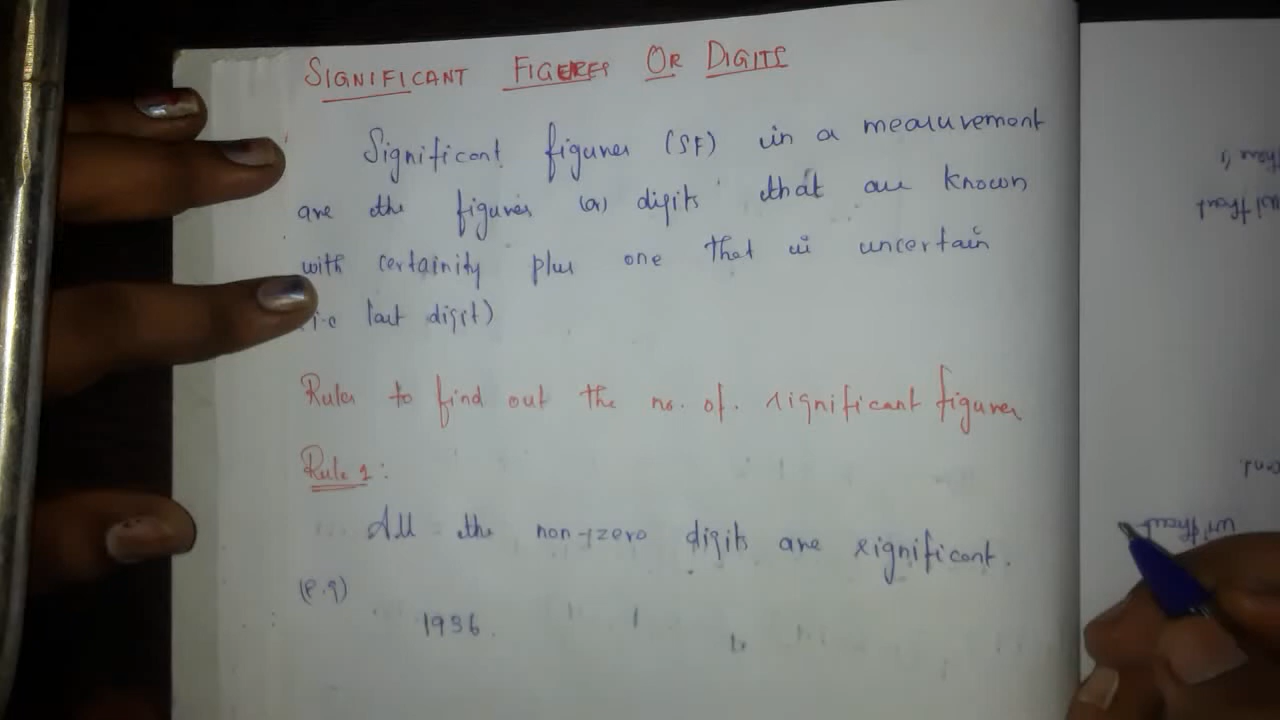 SIGNIFICANT FIGURES OR DIGITS
Significant figures (SF) in a measurement
are the figures (or) digits that are known
with certainity plus one that is uncertain
(i.e last digit)
Rules to find out the no. of. significant figures
Rule 1:
All the non-zero digits are significant.
(e.g)
1936.